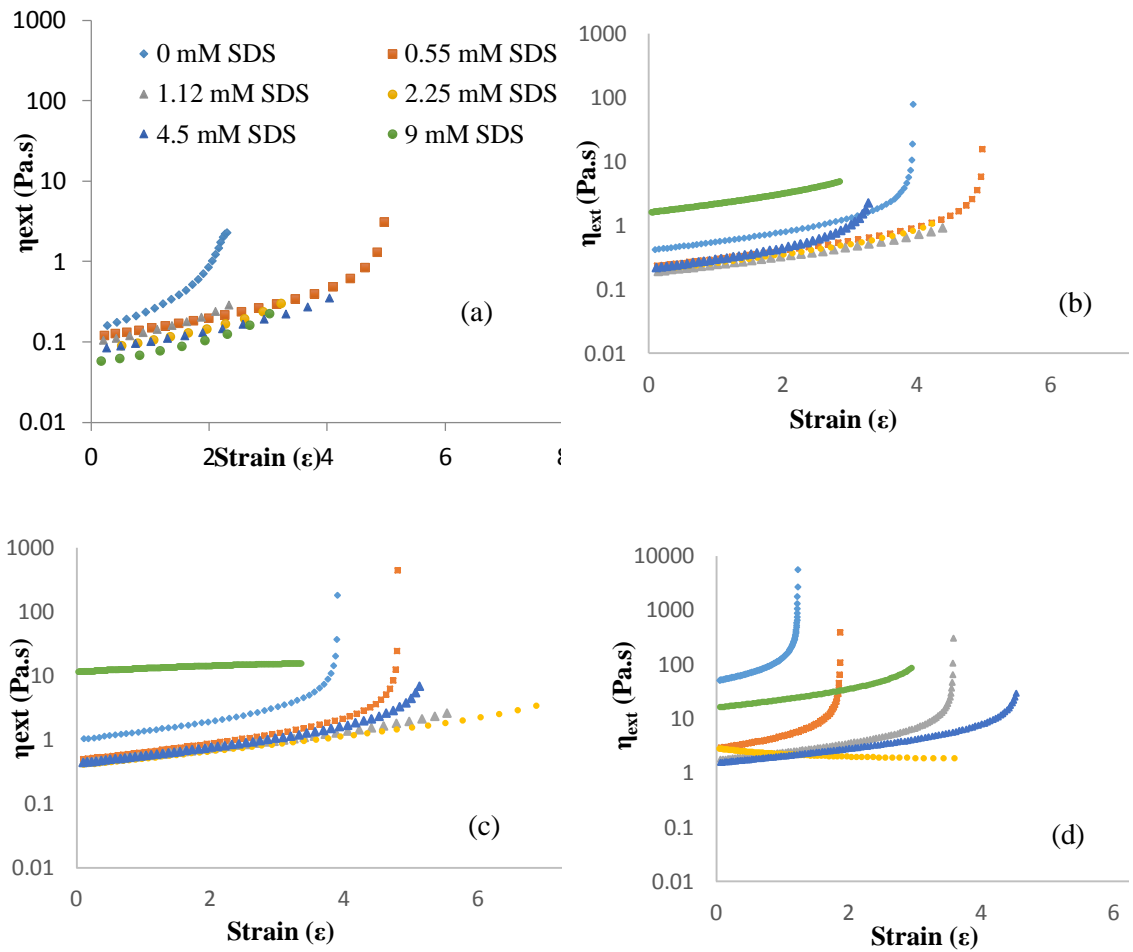 1000
100
10
1
0.1
0.01
ηext (Pa.s)
0 mM SDS
0.55 mM SDS
1.12 mM SDS
2.25 mM SDS
4.5 mM SDS
9 mM SDS
(a)
0 2 4 6 8
Strain (ε)
1000
100
10
1
0.1
0.01
ηext (Pa.s)
(b)
0 2 4 6
Strain (ε)
1000
100
10
1
0.1
0.01
ηext (Pa.s)
(c)
0 2 4 6
Strain (ε)
10000
1000
100
10
1
0.1
0.01
ηext (Pa.s)
(d)
0 2 4 6
Strain (ε)